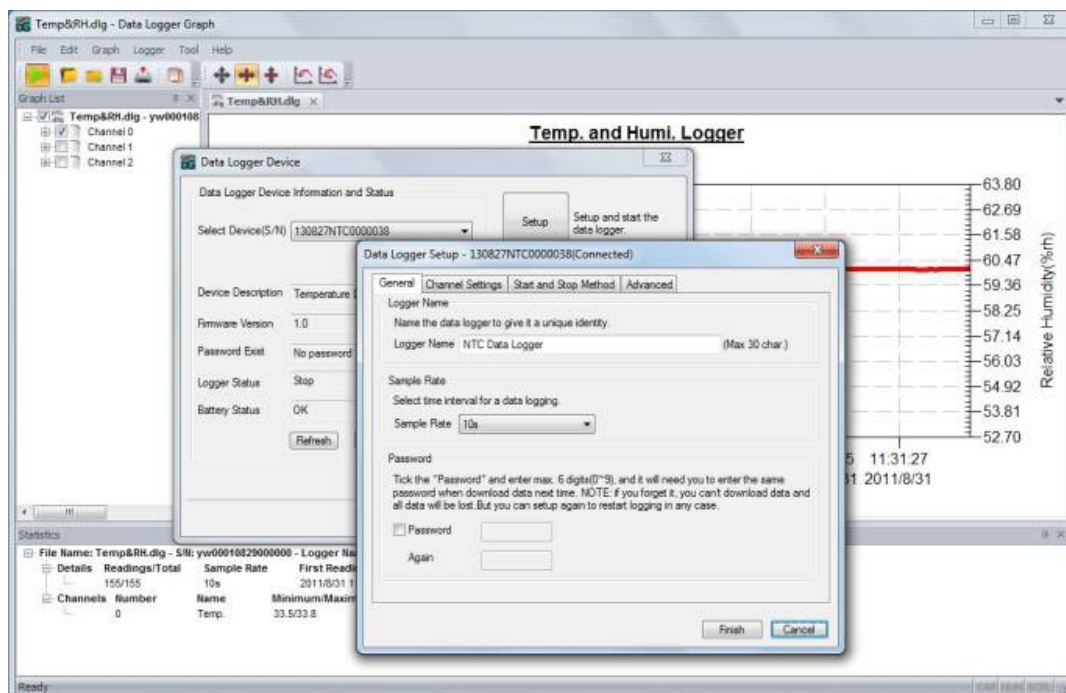 Temp&RH.dlg - Data Logger Graph
File Edit Graph Logger Tool Help
Graph List
Temp&RH.dlg
Temp&RH.dlg - yw000108
Channel 0
Channel 1
Channel 2
Temp. and Humi. Logger
63.80
62.69
61.58
60.47
59.36
58.25
57.14
56.03
54.92
53.81
52.70
Relative Humidity(%rh)
5 11:31:27
31 2011/8/31
Data Logger Device
Data Logger Device Information and Status
Select Device(S/N) 130827NTC0000038
Setup
Setup and start the
data logger.
Device Description Temperature
Firmware Version 1.0
Password Exist No password
Logger Status Stop
Battery Status OK
Refresh
Data Logger Setup - 130827NTC0000038(Connected)
General Channel Settings Start and Stop Method Advanced
Logger Name
Name the data logger to give it a unique identity.
Logger Name NTC Data Logger (Max 30 char.)
Sample Rate
Select time interval for a data logging.
Sample Rate 10s
Password
Tick the "Password" and enter max. 6 digits(0~9), and it will need you to enter the same
password when download data next time. NOTE: if you forget it, you can't download data and
all data will be lost.But you can setup again to restart logging in any case.
Password
Again
Finish Cancel
Statistics
File Name: Temp&RH.dlg - S/N: yw00010829000000 - Logger Na
Details Readings/Total Sample Rate First Readi
155/155 10s 2011/8/31 1
Channels Number Name Minimum/Maxim
0 Temp. 33.5/33.8
Ready
CAP NUM SCRL